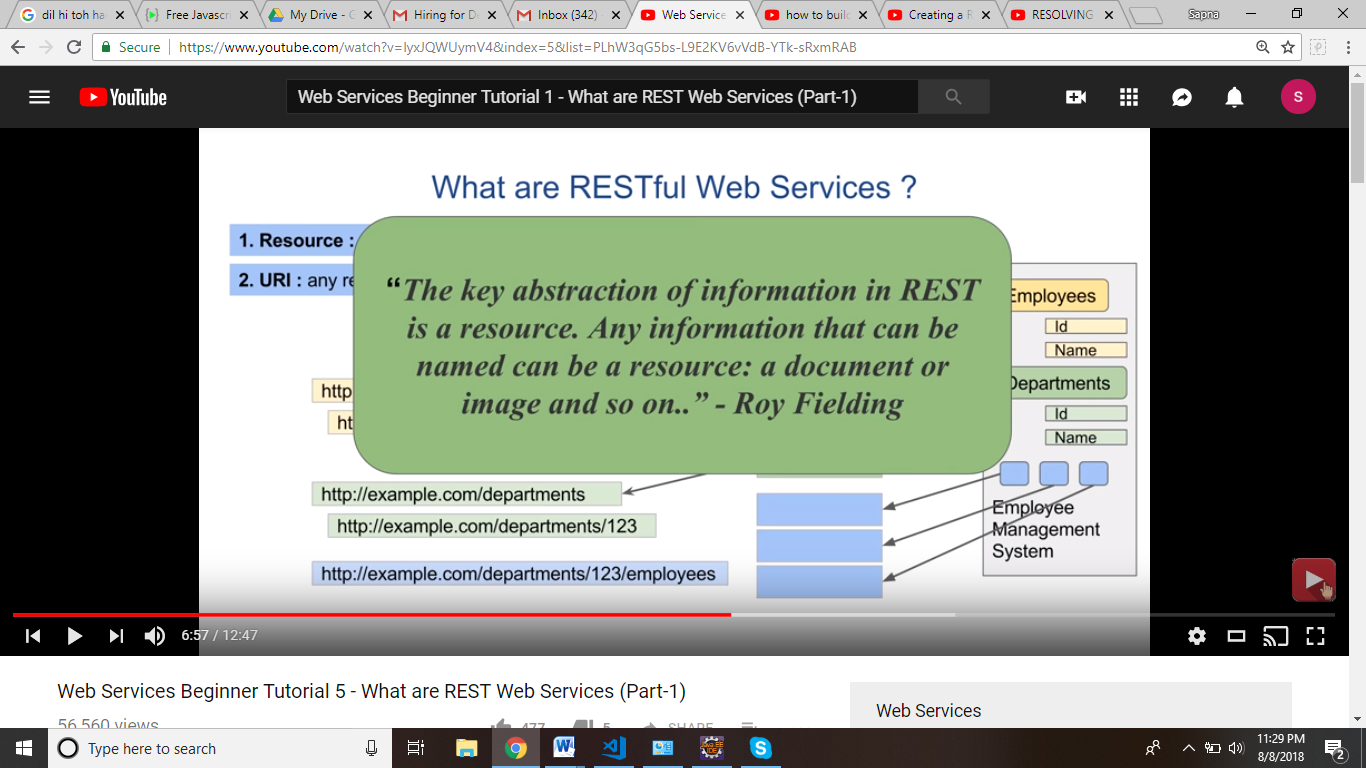 dil hi toh ha
Free Javascr
My Drive - G
Hiring for De
Inbox (342)
Web Service
how to buil
Creating a R
RESOLVING
Sapna
Secure
https://www.youtube.com/watch?v=IyxJQWUymV4&index=5&list=PLhW3qG5bs-L9E2KV6vVdB-YTk-sRxmRAB
YouTube
Web Services Beginner Tutorial 1 - What are REST Web Services (Part-1)
S
What are RESTful Web Services ?
1. Resource :
2. URI : any re
“The key abstraction of information in REST
is a resource. Any information that can be
named can be a resource: a document or
image and so on..” - Roy Fielding
http
ht
http://example.com/departments
http://example.com/departments/123
http://example.com/departments/123/employees
Employees
Id
Name
Departments
Id
Name
Employee
Management
System
6:57 / 12:47
Web Services Beginner Tutorial 5 - What are REST Web Services (Part-1)
56,560 views
477
5
SHARE
Web Services
Type here to search
11:29 PM
8/8/2018
2